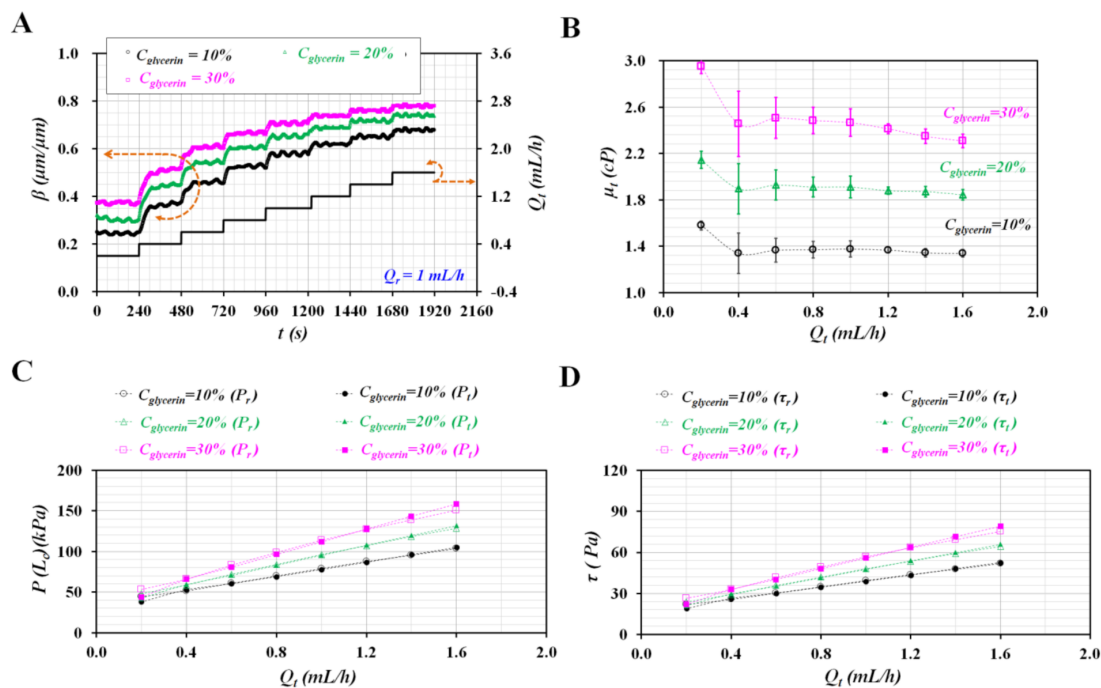 A
C_glycerin = 10%
C_glycerin = 20%
C_glycerin = 30%
β (μm/μm)
1.0
0.8
0.6
0.4
0.2
0.0
3.6
2.8
2.0
1.2
0.4
-0.4
Q_t (mL/h)
Q_r = 1 mL/h
0 240 480 720 960 1200 1440 1680 1920 2160
t (s)
B
μ_t (cP)
3.0
2.6
2.2
1.8
1.4
1.0
C_glycerin=30%
C_glycerin=20%
C_glycerin=10%
0.0 0.4 0.8 1.2 1.6 2.0
Q_t (mL/h)
C
C_glycerin=10% (P_r)
C_glycerin=10% (P_t)
C_glycerin=20% (P_r)
C_glycerin=20% (P_t)
C_glycerin=30% (P_r)
C_glycerin=30% (P_t)
P (L_c)(kPa)
200
150
100
50
0
0.0 0.4 0.8 1.2 1.6 2.0
Q_t (mL/h)
D
C_glycerin=10% (τ_r)
C_glycerin=10% (τ_t)
C_glycerin=20% (τ_r)
C_glycerin=20% (τ_t)
C_glycerin=30% (τ_r)
C_glycerin=30% (τ_t)
τ ( Pa)
120
90
60
30
0
0.0 0.4 0.8 1.2 1.6 2.0
Q_t (mL/h)